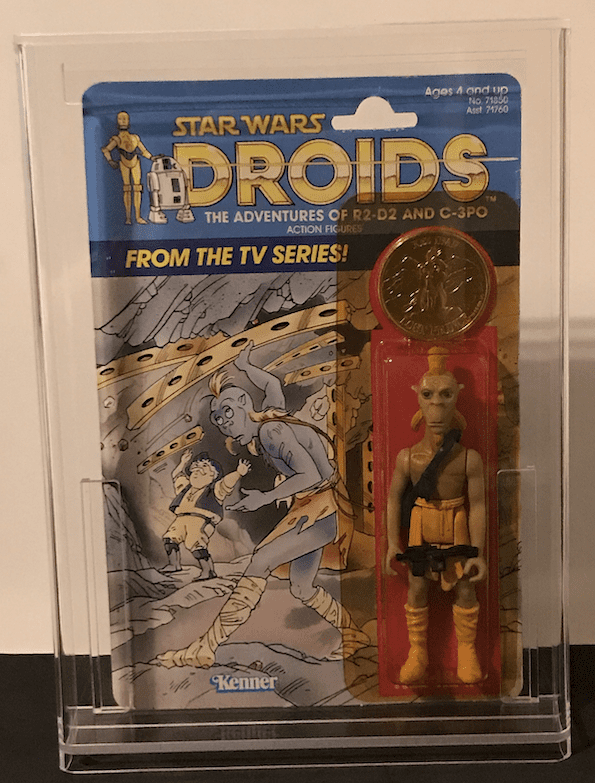 Ages 4 and up
No. 71850
Asst 71760
STAR WARS
DROIDS™
THE ADVENTURES OF R2-D2 AND C-3PO
ACTION FIGURES
FROM THE TV SERIES!
Kenner